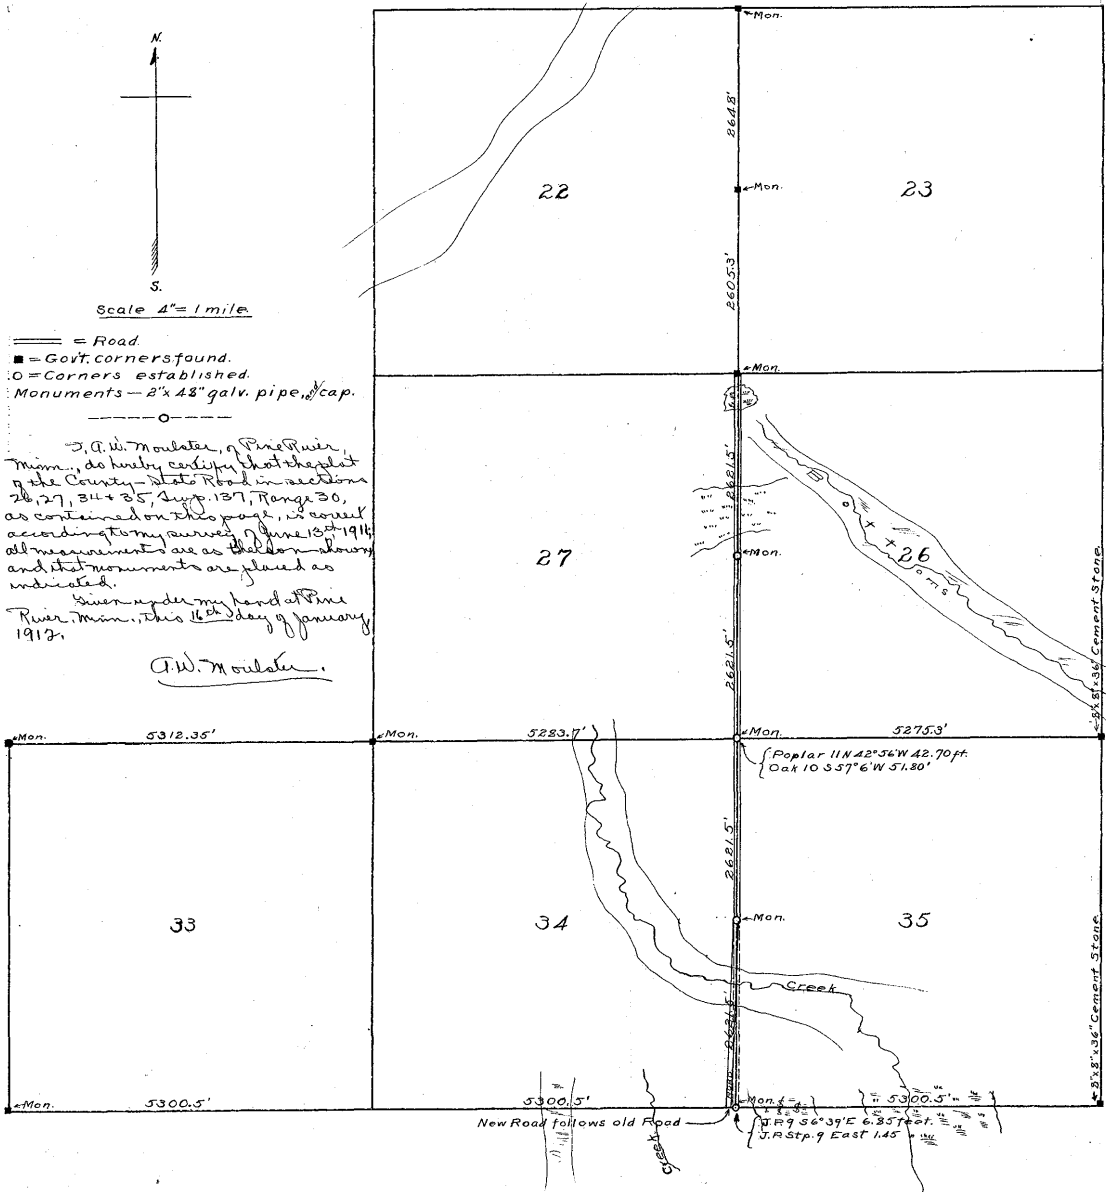 N.
S.
Scale 4"= 1 mile.
= Road.
■ = Gov't. corners found.
o = Corners established.
Monuments — 2"x 48" galv. pipe, and cap.
I, A.W. Moulster, of Pine River,
Minn., do hereby certify that the plat
of the County-State Road in sections
26, 27, 34 + 35, Twp. 137, Range 30,
as contained on this page, is correct
according to my survey of June 13th 1911,
all measurements are as thereon shown
and that monuments are placed as
indicated.
Given under my hand at Pine
River, Minn., this 16th day of January
1912.
A.W. Moulster.
Mon.
2648'
22
Mon.
23
2605.3'
Mon.
2621.5'
27
Mon.
26
oms
2621.5'
8"x8"x36" Cement Stone.
Mon.
5312.35'
Mon.
5283.7'
Mon.
5275.3'
Poplar 11 N 42°56'W 42.70 ft.
Oak 10 S 57°6'W 51.80'
2621.5'
33
34
Mon.
35
2621.5'
Creek
8"x8"x36" Cement Stone.
Mon.
5300.5'
5300.5'
Mon.
5300.5'
New Road follows old Road
J.P. 9 S 6°39'E 6.85 feet.
J.P. Stp. 9 East 1.45
Creek